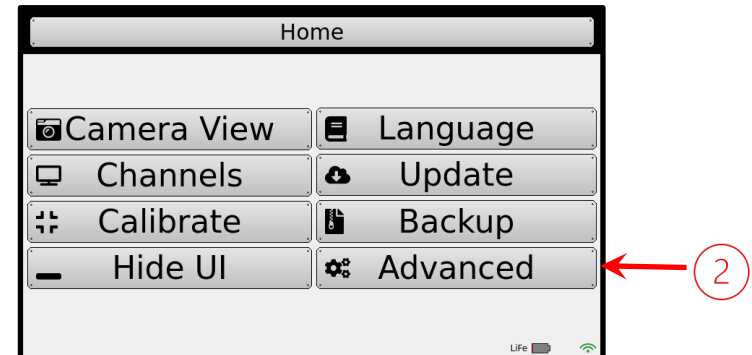 Home
Camera View
Language
Channels
Update
Calibrate
Backup
Hide UI
Advanced
2
LiFe